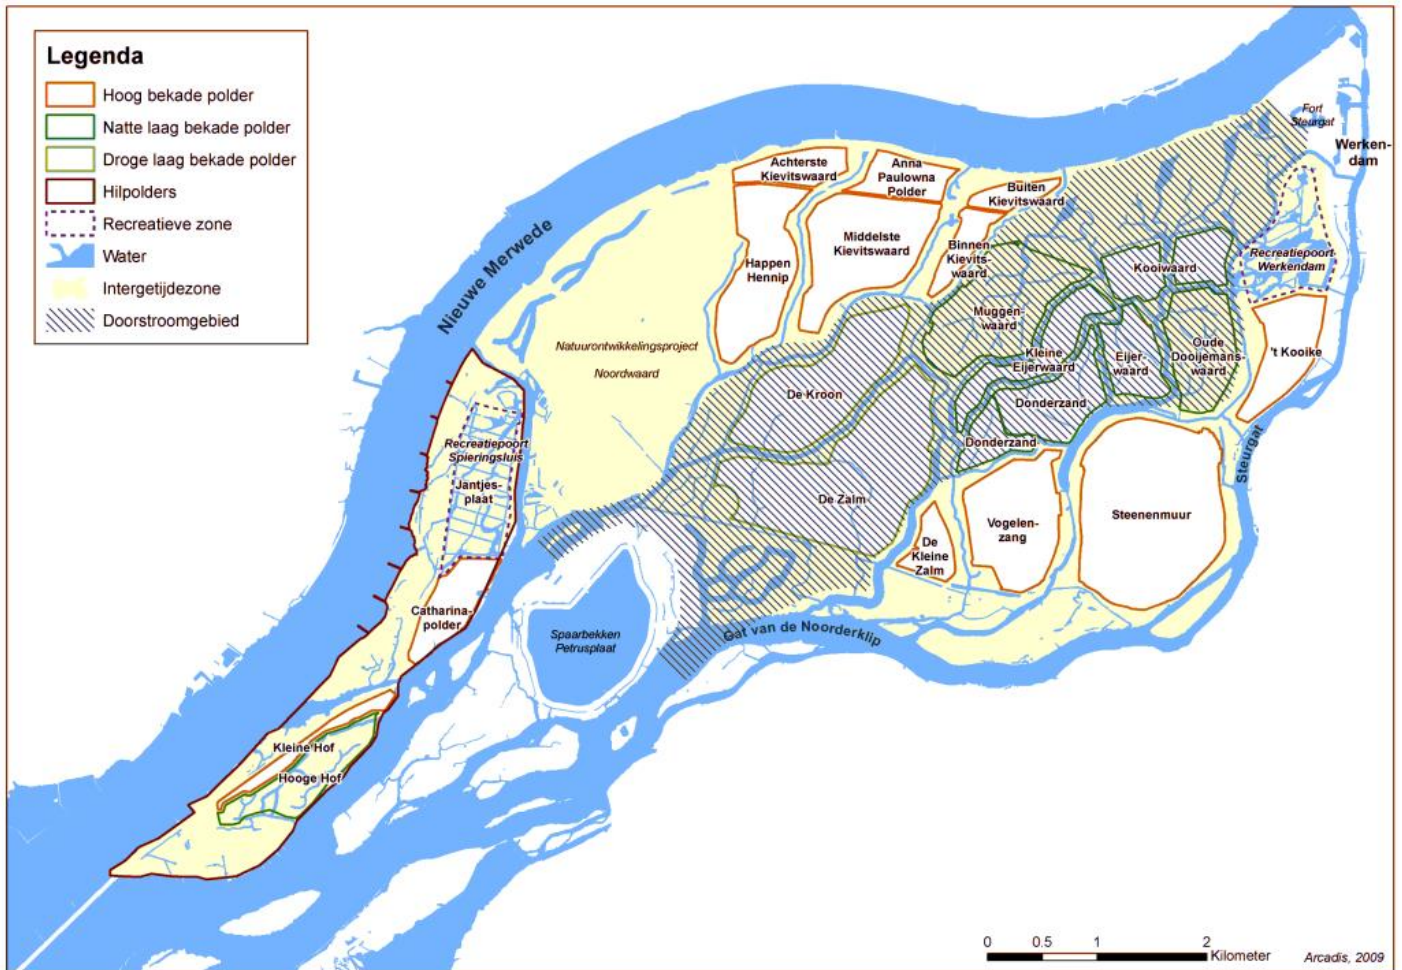 Legenda
Hoog bekade polder
Natte laag bekade polder
Droge laag bekade polder
Hilpolders
Recreatieve zone
Water
Intergetijdezone
Doorstroomgebied
Nieuwe Merwede
Achterste
Kievitswaard
Anna
Paulowna
Polder
Buiten
Kievitswaard
Fort
Steurgat
Werken-
dam
Happen
Hennip
Middelste
Kievitswaard
Binnen
Kievits-
waard
Kooiwaard
Recreatiepoort
Werkendam
Muggen-
waard
Natuurontwikkelingsproject
Noordwaard
Kleine
Eijerwaard
Eijer-
waard
Oude
Dooijemans-
waard
't Kooike
De Kroon
Donderzand
Donderzand
Steurgat
Recreatiepoort
Spieringsluis
Jantjes-
plaat
De Zalm
De
Kleine
Zalm
Vogelen-
zang
Steenenmuur
Catharina-
polder
Spaarbekken
Petrusplaat
Gat van de Noorderklip
Kleine Hof
Hooge Hof
0 0.5 1 2
Kilometer
Arcadis, 2009